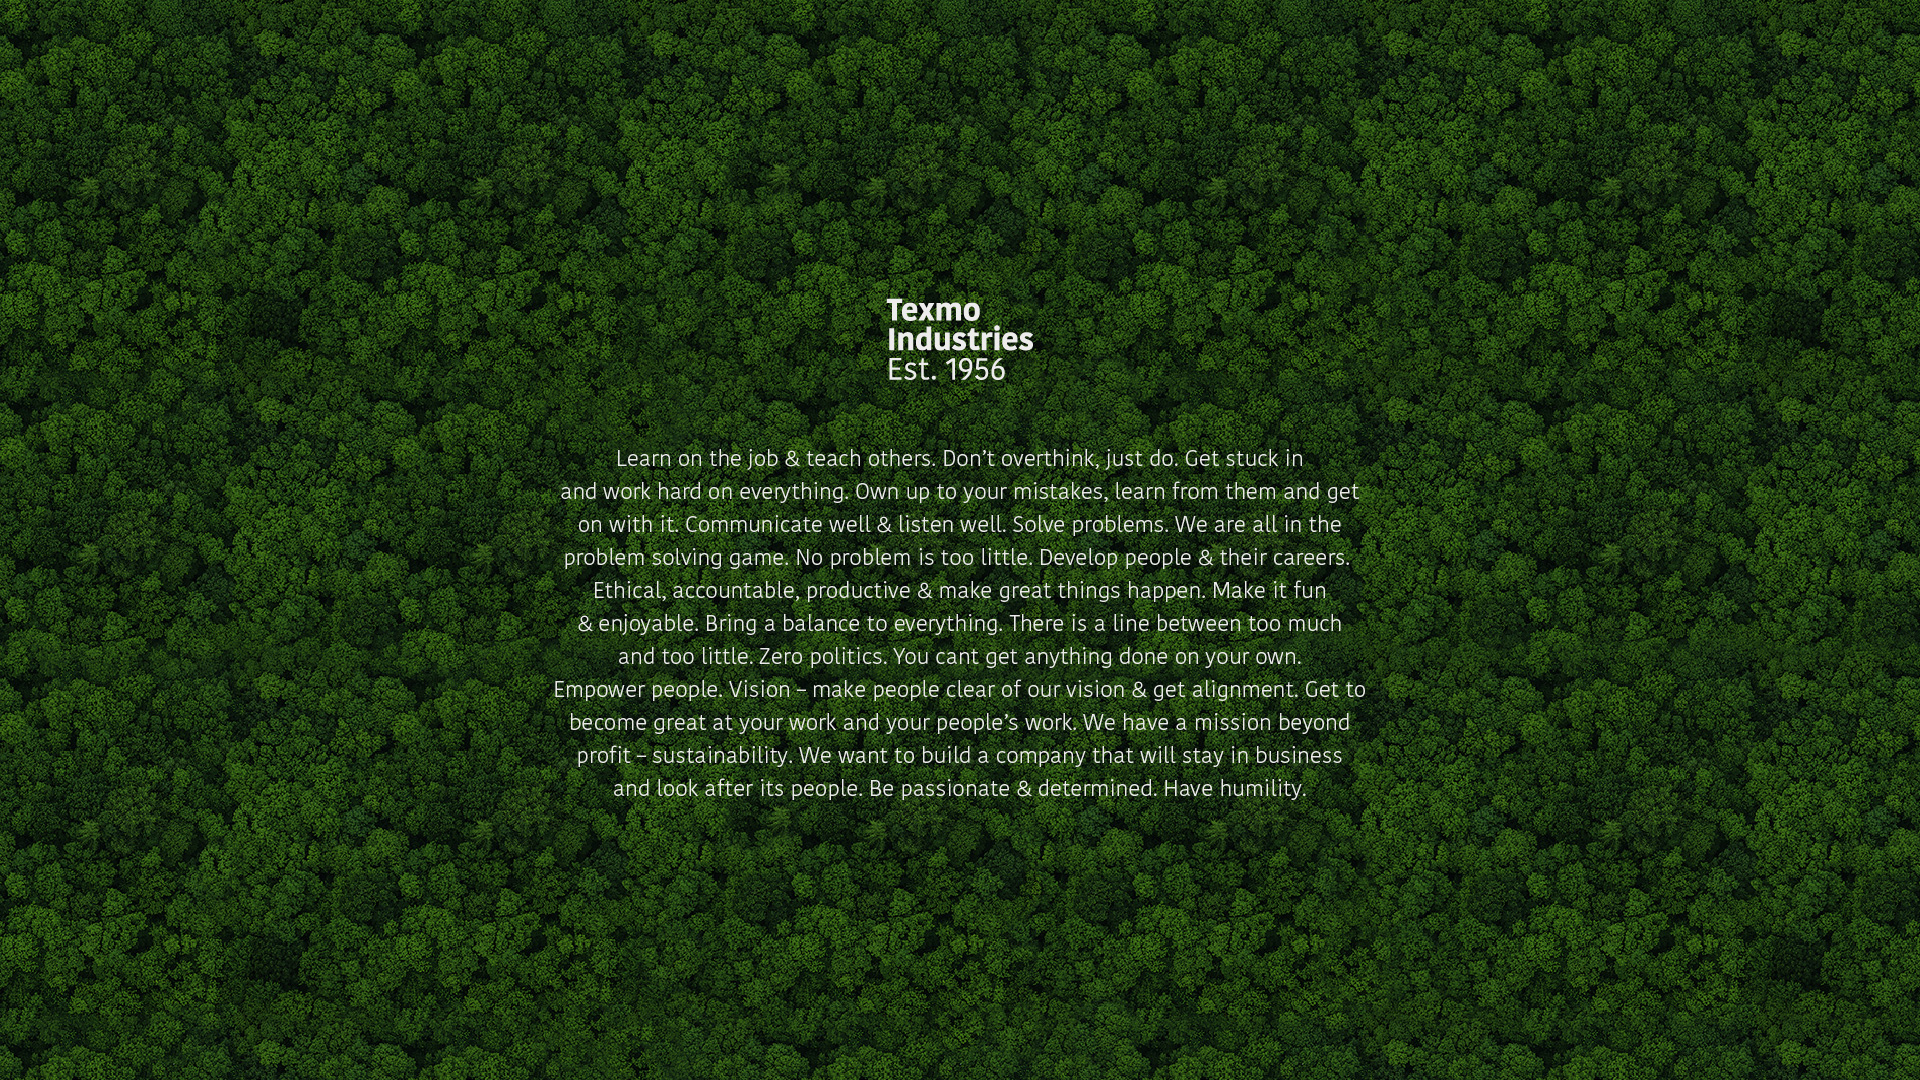 Texmo
Industries
Est. 1956
Learn on the job & teach others. Don’t overthink, just do. Get stuck in
and work hard on everything. Own up to your mistakes, learn from them and get
on with it. Communicate well & listen well. Solve problems. We are all in the
problem solving game. No problem is too little. Develop people & their careers.
Ethical, accountable, productive & make great things happen. Make it fun
& enjoyable. Bring a balance to everything. There is a line between too much
and too little. Zero politics. You cant get anything done on your own.
Empower people. Vision – make people clear of our vision & get alignment. Get to
become great at your work and your people’s work. We have a mission beyond
profit – sustainability. We want to build a company that will stay in business
and look after its people. Be passionate & determined. Have humility.